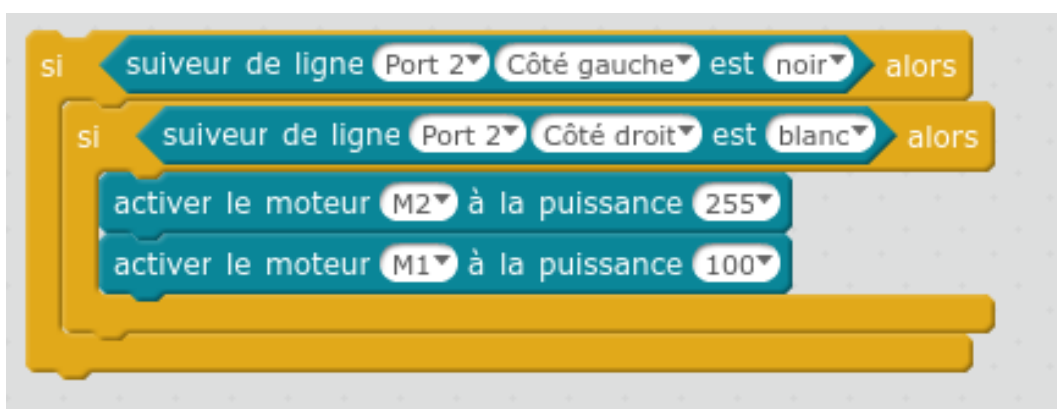 si suiveur de ligne Port 2 Côté gauche est noir alors
si suiveur de ligne Port 2 Côté droit est blanc alors
activer le moteur M2 à la puissance 255
activer le moteur M1 à la puissance 100